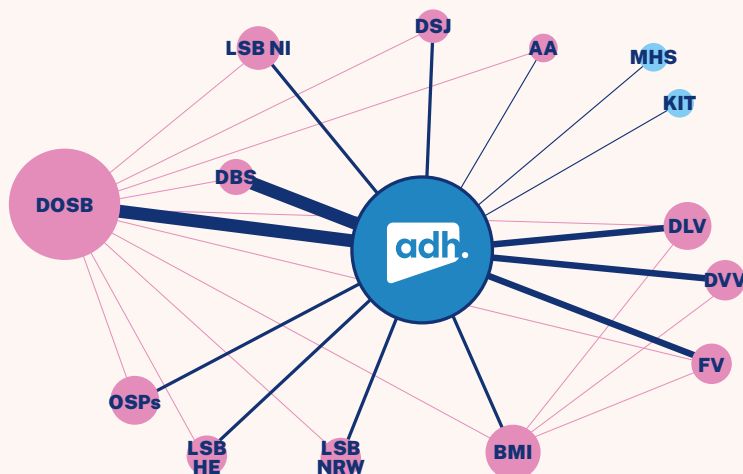 DSJ
LSB NI
AA
MHS
KIT
DBS
DOSB
adh.
DLV
DVV
FV
OSPs
LSB
HE
LSB
NRW
BMI